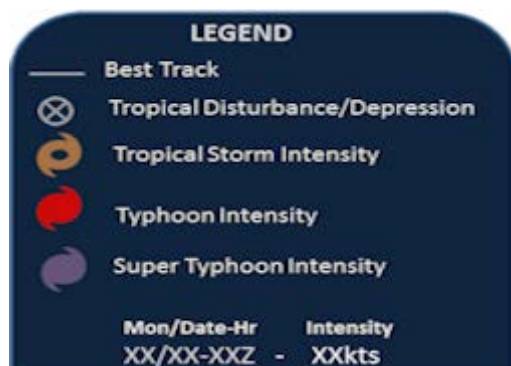 LEGEND
Best Track
Tropical Disturbance/Depression
Tropical Storm Intensity
Typhoon Intensity
Super Typhoon Intensity
Mon/Date-Hr Intensity
XX/XX-XXZ - XXkts